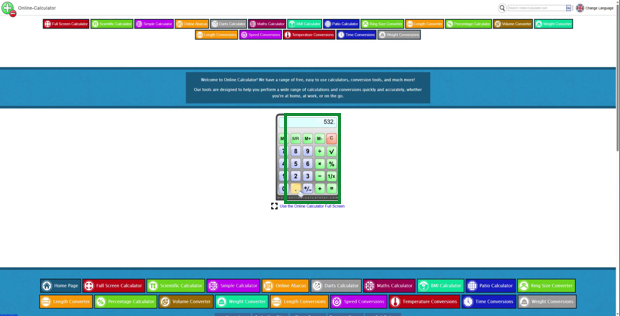 Online-Calculator
Change Language
Full Screen Calculator Scientific Calculator Simple Calculator Online Abacus Darts Calculator Maths Calculator BMI Calculator Patio Calculator Ring Size Converter Length Converter Percentage Calculator Volume Converter Weight Converter
Length Conversions Speed Conversions Temperature Conversions Time Conversions Weight Conversions
Welcome to Online Calculator! We have a range of free, easy to use calculators, conversion tools, and much more!
Our tools are designed to help you perform a wide range of calculations and conversions quickly and accurately, whether
you're at home, at work, or on the go.
532.
MR M+ M- C
7 8 9 ÷ √
4 5 6 × %
1 2 3 − 1/x
0 . +/− + =
Use the Online Calculator Full Screen
Home Page Full Screen Calculator Scientific Calculator Simple Calculator Online Abacus Darts Calculator Maths Calculator BMI Calculator Patio Calculator Ring Size Converter
Length Converter Percentage Calculator Volume Converter Weight Converter Length Conversions Speed Conversions Temperature Conversions Time Conversions Weight Conversions